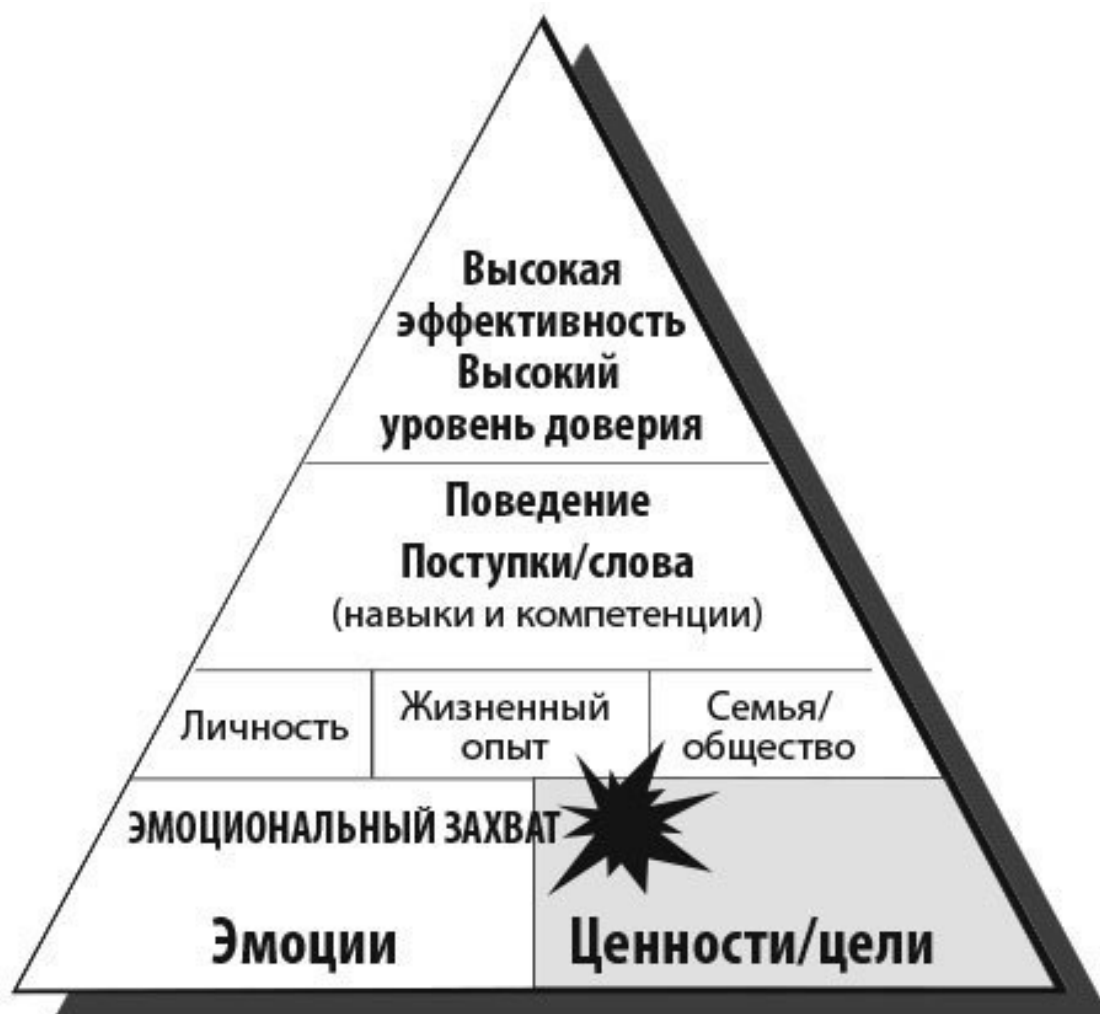 Высокая
эффективность
Высокий
уровень доверия
Поведение
Поступки/слова
(навыки и компетенции)
Личность
Жизненный
опыт
Семья/
общество
ЭМОЦИОНАЛЬНЫЙ ЗАХВАТ
Эмоции
Ценности/цели